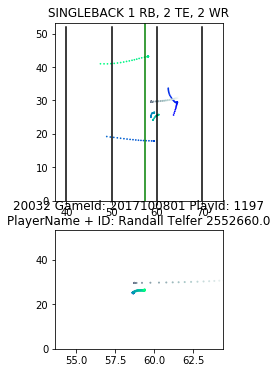 SINGLEBACK 1 RB, 2 TE, 2 WR
50
40
30
20
10
0
40 50 60 70
20032 GameId: 2017100801 PlayId: 1197
PlayerName + ID: Randall Telfer 2552660.0
40
20
0
55.0 57.5 60.0 62.5